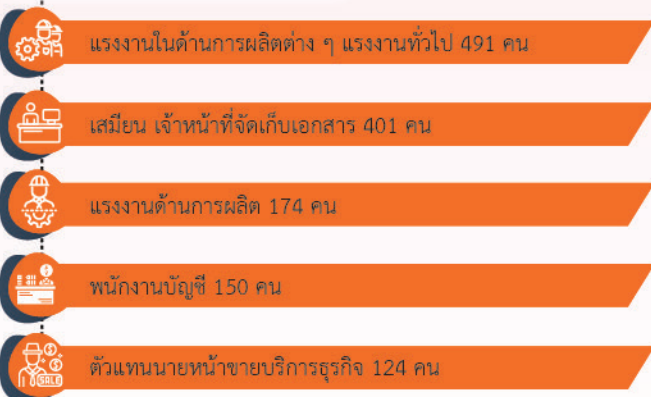 แรงงานในด้านการผลิตต่าง ๆ แรงงานทั่วไป 491 คน
เสมียน เจ้าหน้าที่จัดเก็บเอกสาร 401 คน
แรงงานด้านการผลิต 174 คน
พนักงานบัญชี 150 คน
ตัวแทนนายหน้าขายบริการธุรกิจ 124 คน
SALE